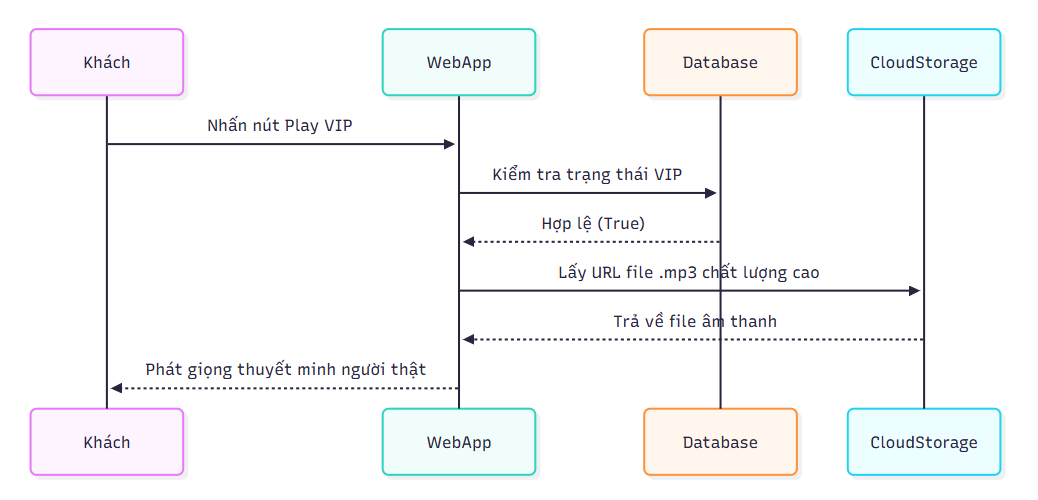 Khách
WebApp
Database
CloudStorage
Nhấn nút Play VIP
Kiểm tra trạng thái VIP
Hợp lệ (True)
Lấy URL file .mp3 chất lượng cao
Trả về file âm thanh
Phát giọng thuyết minh người thật
Khách
WebApp
Database
CloudStorage